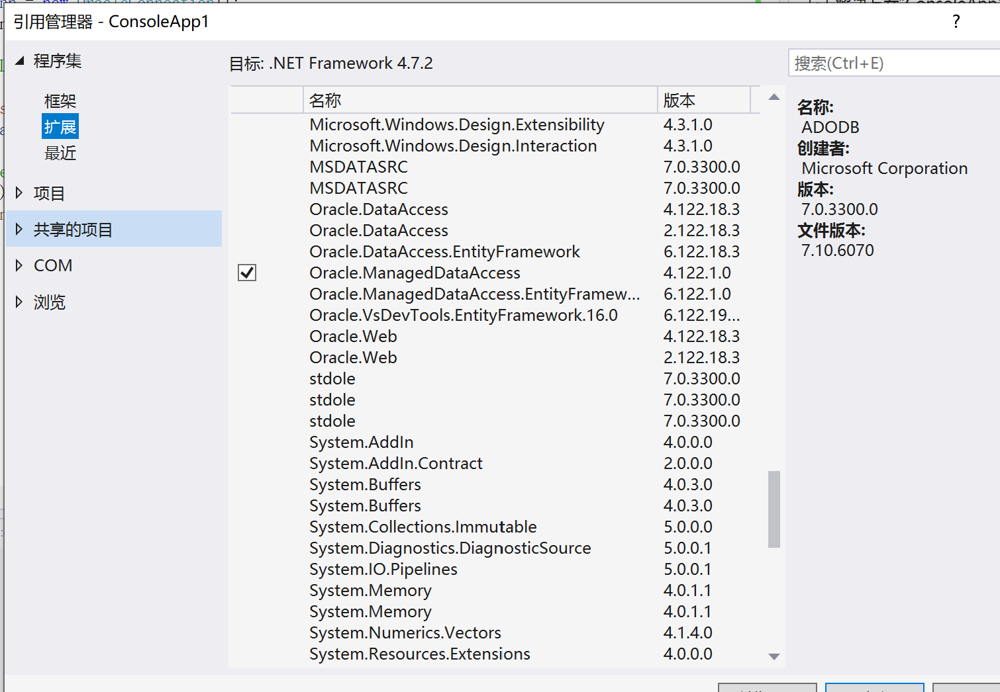 引用管理器 - ConsoleApp1
?
程序集
框架
扩展
最近
项目
共享的项目
COM
浏览
目标: .NET Framework 4.7.2
搜索(Ctrl+E)
名称 版本
Microsoft.Windows.Design.Extensibility 4.3.1.0
Microsoft.Windows.Design.Interaction 4.3.1.0
MSDATASRC 7.0.3300.0
MSDATASRC 7.0.3300.0
Oracle.DataAccess 4.122.18.3
Oracle.DataAccess 2.122.18.3
Oracle.DataAccess.EntityFramework 6.122.18.3
Oracle.ManagedDataAccess 4.122.1.0
Oracle.ManagedDataAccess.EntityFramew... 6.122.1.0
Oracle.VsDevTools.EntityFramework.16.0 6.122.19...
Oracle.Web 4.122.18.3
Oracle.Web 2.122.18.3
stdole 7.0.3300.0
stdole 7.0.3300.0
stdole 7.0.3300.0
System.AddIn 4.0.0.0
System.AddIn.Contract 2.0.0.0
System.Buffers 4.0.3.0
System.Buffers 4.0.3.0
System.Collections.Immutable 5.0.0.0
System.Diagnostics.DiagnosticSource 5.0.0.1
System.IO.Pipelines 5.0.0.1
System.Memory 4.0.1.1
System.Memory 4.0.1.1
System.Numerics.Vectors 4.1.4.0
System.Resources.Extensions 4.0.0.0
名称:
ADODB
创建者:
Microsoft Corporation
版本:
7.0.3300.0
文件版本:
7.10.6070